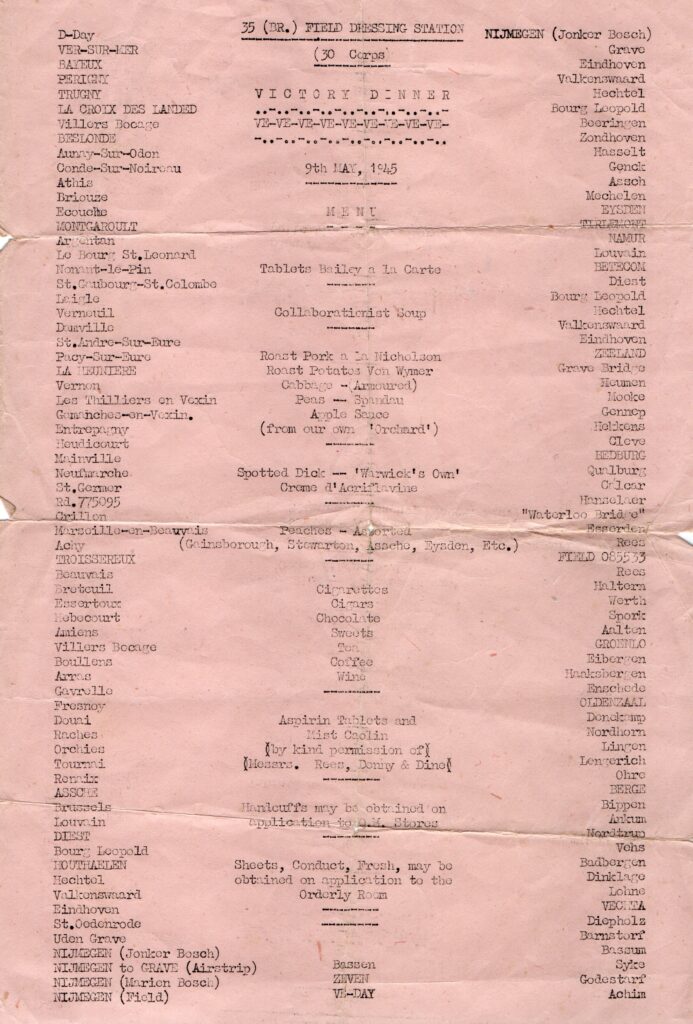 D-Day
VER-SUR-MER
BAYEUX
PERIGNY
TRUGNY
LA CROIX DES LANDED
Villers Bocage
BESLONDE
Aunay-Sur-Odon
Conde-Sur-Noireau
Athis
Briouze
Ecouche
MONTGAROULT
Argentan
Le Bourg St.Leonard
Nonant-le-Pin
St.Gaubourg-St.Colombe
Laigle
Verneuil
Damville
St.Andre-Sur-Eure
Pacy-Sur-Eure
LA HEUNIERE
Vernon
Les Thilliers en Vexin
Gamanches-en-Vexin.
Entrepagny
Heudicourt
Mainville
Neufmarche
St.Germer
Rd.775095
Crillon
Marseille-en-Beauvais
Achy
TROISSEREUX
Beauvais
Breteuil
Essertoux
Hebecourt
Amiens
Villers Bocage
Boullens
Arras
Gavrelle
Fresnoy
Douai
Raches
Orchies
Tournai
Renaix
ASSCHE
Brussels
Louvain
DIEST
Bourg Leopold
HOUTHAELEN
Hechtel
Valkenswaard
Eindhoven
St.Oedenrode
Uden Grave
NIJMEGEN (Jonker Bosch)
NIJMEGEN to GRAVE (Airstrip)
NIJMEGEN (Marien Bosch)
NIJMEGEN (Field)
35 (BR.) FIELD DRESSING STATION
(30 Corps)
VICTORY DINNER
VE-VE-VE-VE-VE-VE-VE-VE-VE-
9th MAY, 1945
MENU
Tablets Bailey a la Carte
Collaborationist Soup
Roast Pork a La Nicholson
Roast Potatos Von Wymer
Cabbage - (Armoured)
Peas -- Spandau
Apple Sauce
(from our own 'Orchard')
Spotted Dick -- 'Warwick's Own'
Creme d'Acriflavine
Peaches - Assorted
(Gainsborough, Stewarton, Assche, Eysden, Etc.)
Cigarettes
Cigars
Chocolate
Sweets
Tea
Coffee
Wine
Aspirin Tablets and
Mist Caolin
(by kind permission of)
(Messrs. Rees, Denny & Dine)
Handcuffs may be obtained on
application to Q.M. Stores
Sheets, Conduct, Fresh, may be
obtained on application to the
Orderly Room
Bassen
ZEVEN
VE-DAY
NIJMEGEN (Jonker Bosch)
Grave
Eindhoven
Valkenswaard
Hechtel
Bourg Leopold
Beeringen
Zondhoven
Hasselt
Genck
Assch
Mechelen
EYSDEN
TIRLEMONT
NAMUR
Louvain
BETECOM
Diest
Bourg Leopold
Hechtel
Valkenswaard
Eindhoven
ZEELAND
Grave Bridge
Heumen
Mooke
Gennep
Hekkens
Cleve
BEDBURG
Qualburg
Calcar
Hanselaer
"Waterloo Bridge"
Esserden
Rees
FIELD 085533
Rees
Haltern
Werth
Spork
Aalten
GROENLO
Eibergen
Haaksbergen
Enschede
OLDENZAAL
Denekamp
Nordhorn
Lingen
Lengerich
Ohre
BERGE
Bippen
Ankum
Nordtrup
Vehs
Badbergen
Dinklage
Lohne
VECHTA
Diepholz
Barnstorf
Bassum
Syke
Godestarf
Achim